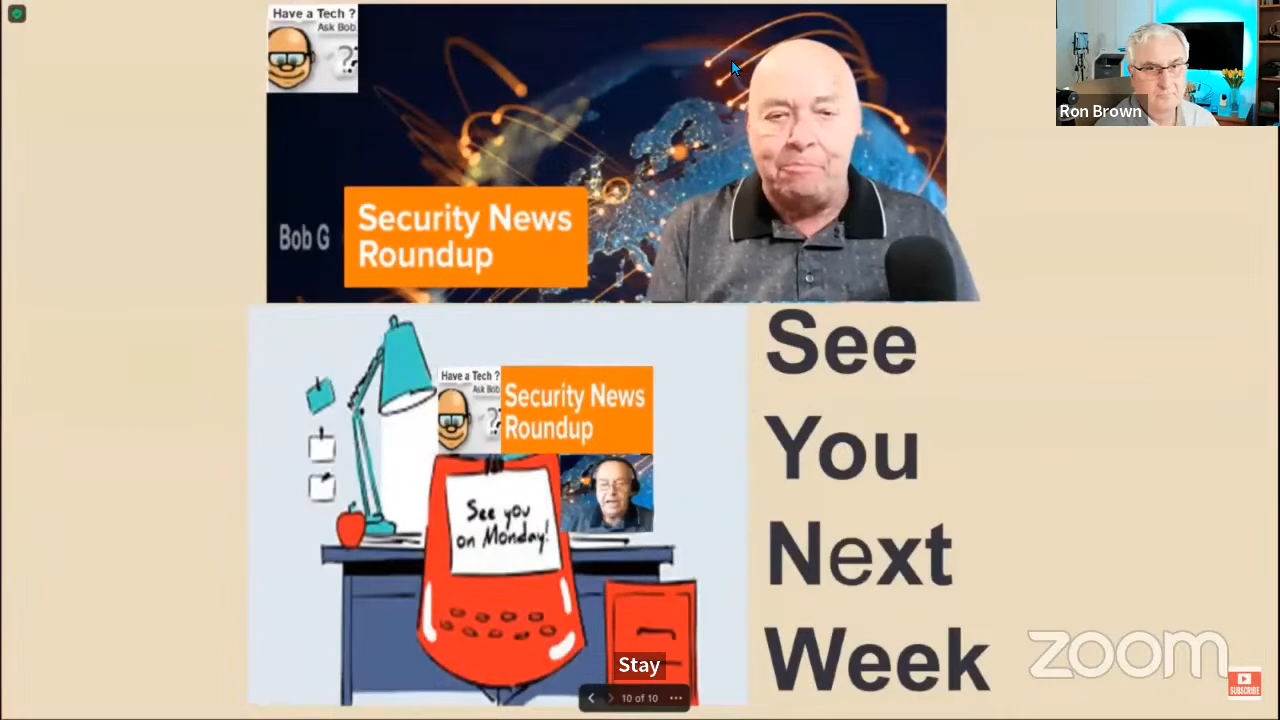 Have a Tech ?
Ask Bob
?
Bob G
Security News
Roundup
Ron Brown
See
You
Next
Week
Have a Tech ?
Ask Bob
?
Security News
Roundup
See you
on Monday!
Stay
10 of 10
zoom
SUBSCRIBE